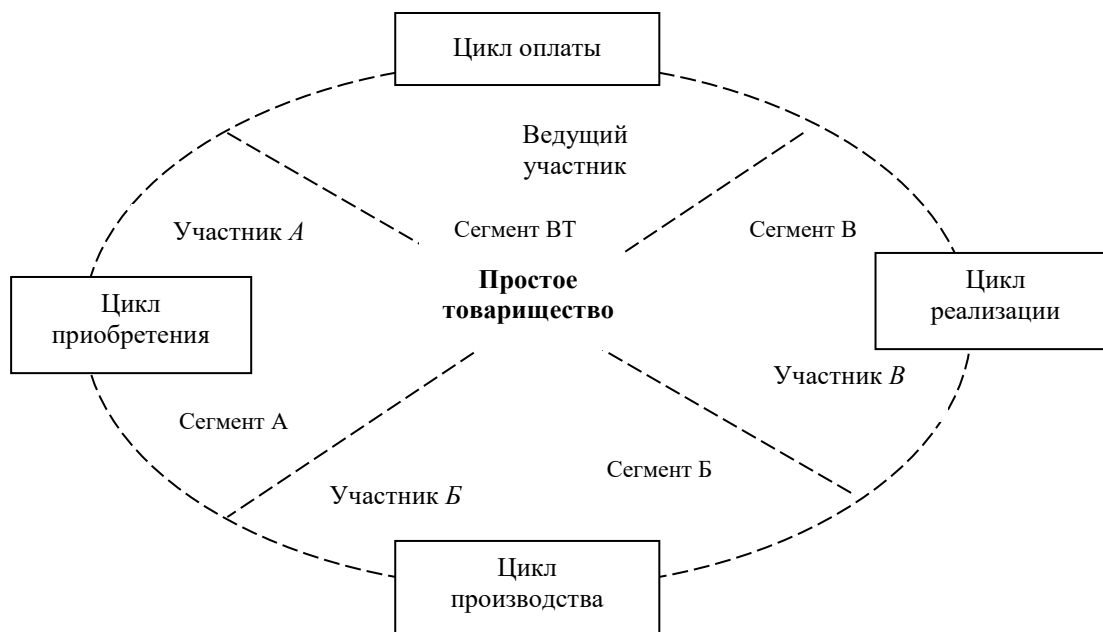 Цикл оплаты
Ведущий
участник
Участник А
Сегмент ВТ
Сегмент В
Простое
товарищество
Цикл
приобретения
Цикл
реализации
Участник В
Сегмент А
Сегмент Б
Участник Б
Цикл
производства